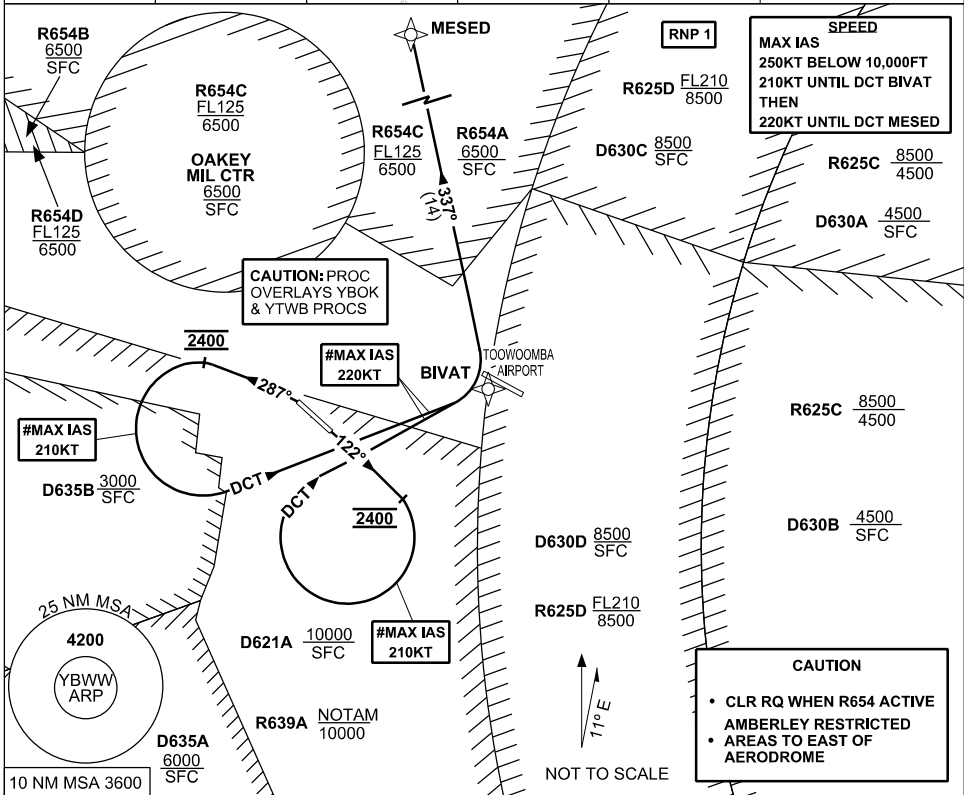 R654B
6500
SFC
MESED
RNP 1
SPEED
MAX IAS
250KT BELOW 10,000FT
210KT UNTIL DCT BIVAT
THEN
220KT UNTIL DCT MESED
R654C
FL125
6500
OAKEY
MIL CTR
6500
SFC
R654C
FL125
6500
R654A
6500
SFC
R625D FL210
8500
D630C 8500
SFC
R625C 8500
4500
D630A 4500
SFC
R654D
FL125
6500
337°
(14)
CAUTION: PROC
OVERLAYS YBOK
& YTWB PROCS
2400
#MAX IAS
220KT
BIVAT
TOOWOOMBA
AIRPORT
287°
122°
#MAX IAS
210KT
D635B 3000
SFC
DCT
DCT
2400
R625C 8500
4500
D630B 4500
SFC
D630D 8500
SFC
R625D FL210
8500
25 NM MSA
4200
YBWW
ARP
D621A 10000
SFC
#MAX IAS
210KT
R639A NOTAM
10000
D635A
6000
SFC
10 NM MSA 3600
11° E
NOT TO SCALE
CAUTION
• CLR RQ WHEN R654 ACTIVE
AMBERLEY RESTRICTED
• AREAS TO EAST OF
AERODROME